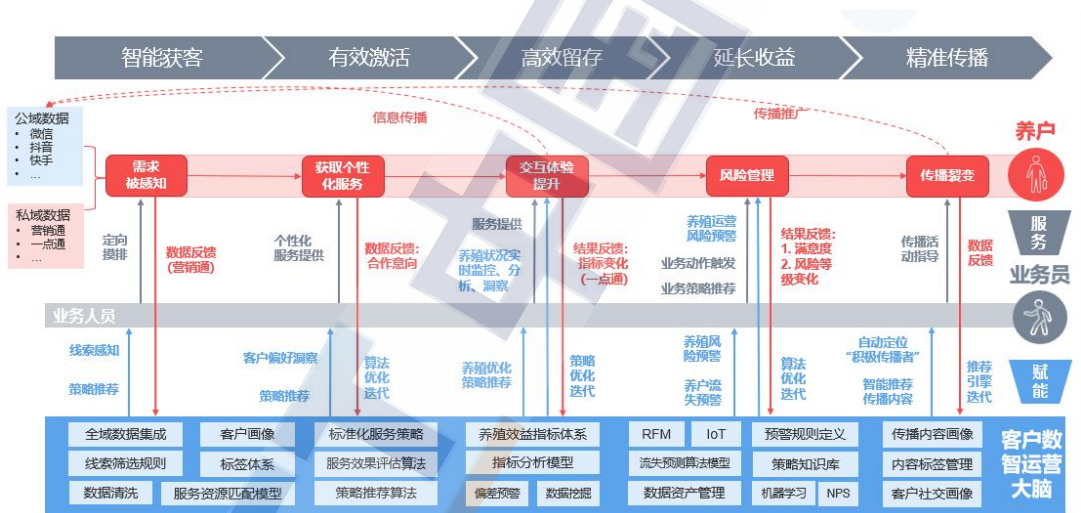 智能获客
有效激活
高效留存
延长收益
精准传播
公域数据
• 微信
• 抖音
• 快手
• …
私域数据
• 营销通
• 一点通
• …
信息传播
传播推广
需求
被感知
获取个性
化服务
交互体验
提升
风险管理
传播裂变
养户
服
务
业务员
赋
能
定向
摸排
数据反馈
(营销通)
个性化
服务提供
数据反馈:
合作意向
服务提供
养殖状况实
时监控、分
析、洞察
结果反馈:
指标变化
(一点通)
养殖运营
风险预警
业务动作触发
业务策略推荐
结果反馈:
1. 满意度
2. 风险等
级变化
传播活
动指导
数据
反馈
业务人员
线索感知
策略推荐
客户偏好洞察
策略推荐
算法
优化
迭代
养殖优化
策略推荐
策略
优化
迭代
养殖风
险预警
养户流
失预警
算法
优化
迭代
自动定位
“积极传播者”
智能推荐
传播内容
推荐
引擎
迭代
全域数据集成
客户画像
标准化服务策略
养殖效益指标体系
RFM
IoT
预警规则定义
传播内容画像
线索筛选规则
标签体系
服务效果评估算法
指标分析模型
流失预测算法模型
策略知识库
内容标签管理
数据清洗
服务资源匹配模型
策略推荐算法
偏差预警
数据挖掘
数据资产管理
机器学习
NPS
客户社交画像
客户数
智运营
大脑